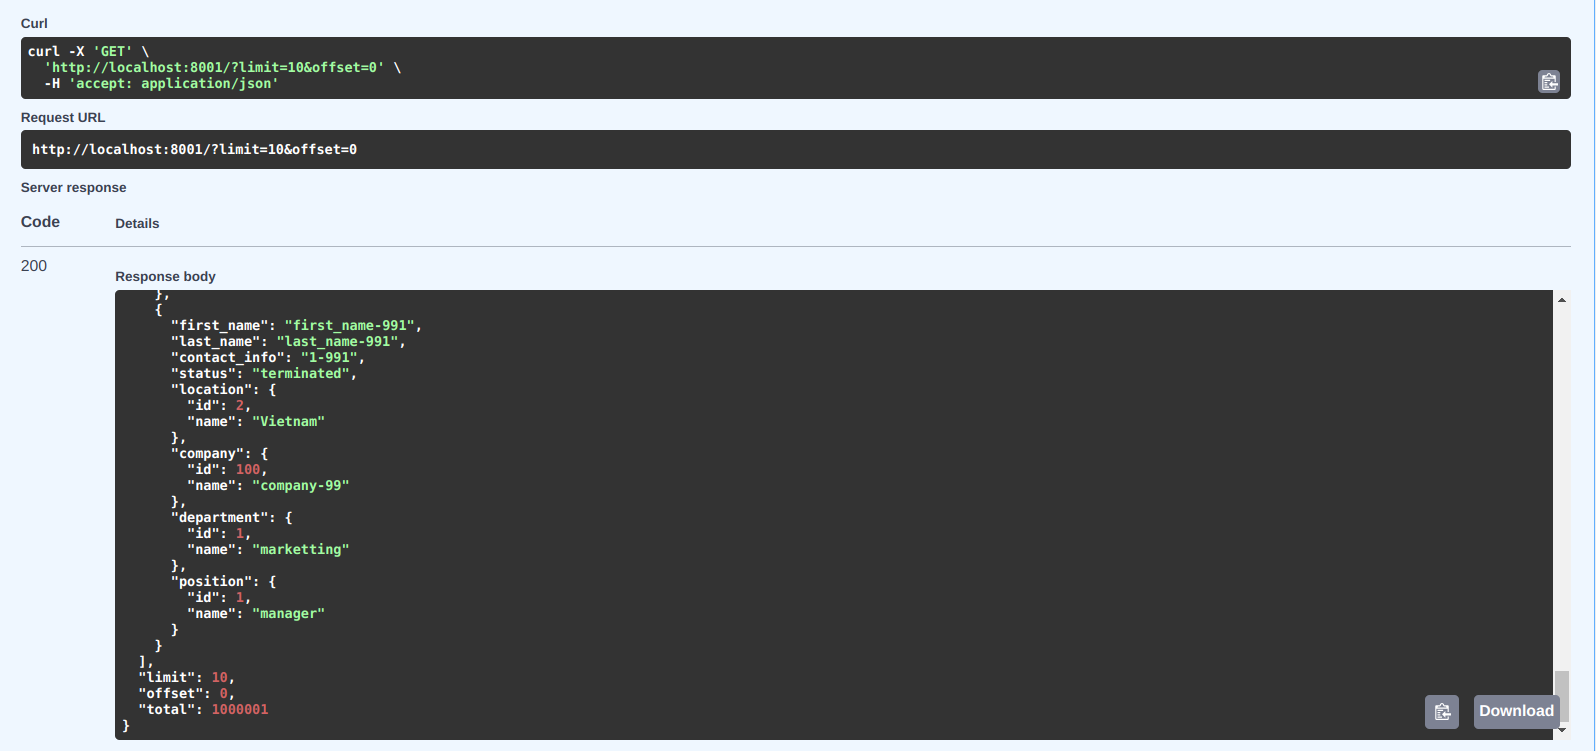 Curl
curl -X 'GET' \
  'http://localhost:8001/?limit=10&offset=0' \
  -H 'accept: application/json'
Request URL
http://localhost:8001/?limit=10&offset=0
Server response
Code Details
200
Response body
    },
    {
      "first_name": "first_name-991",
      "last_name": "last_name-991",
      "contact_info": "1-991",
      "status": "terminated",
      "location": {
        "id": 2,
        "name": "Vietnam"
      },
      "company": {
        "id": 100,
        "name": "company-99"
      },
      "department": {
        "id": 1,
        "name": "marketting"
      },
      "position": {
        "id": 1,
        "name": "manager"
      }
    }
  ],
  "limit": 10,
  "offset": 0,
  "total": 1000001
}
Download